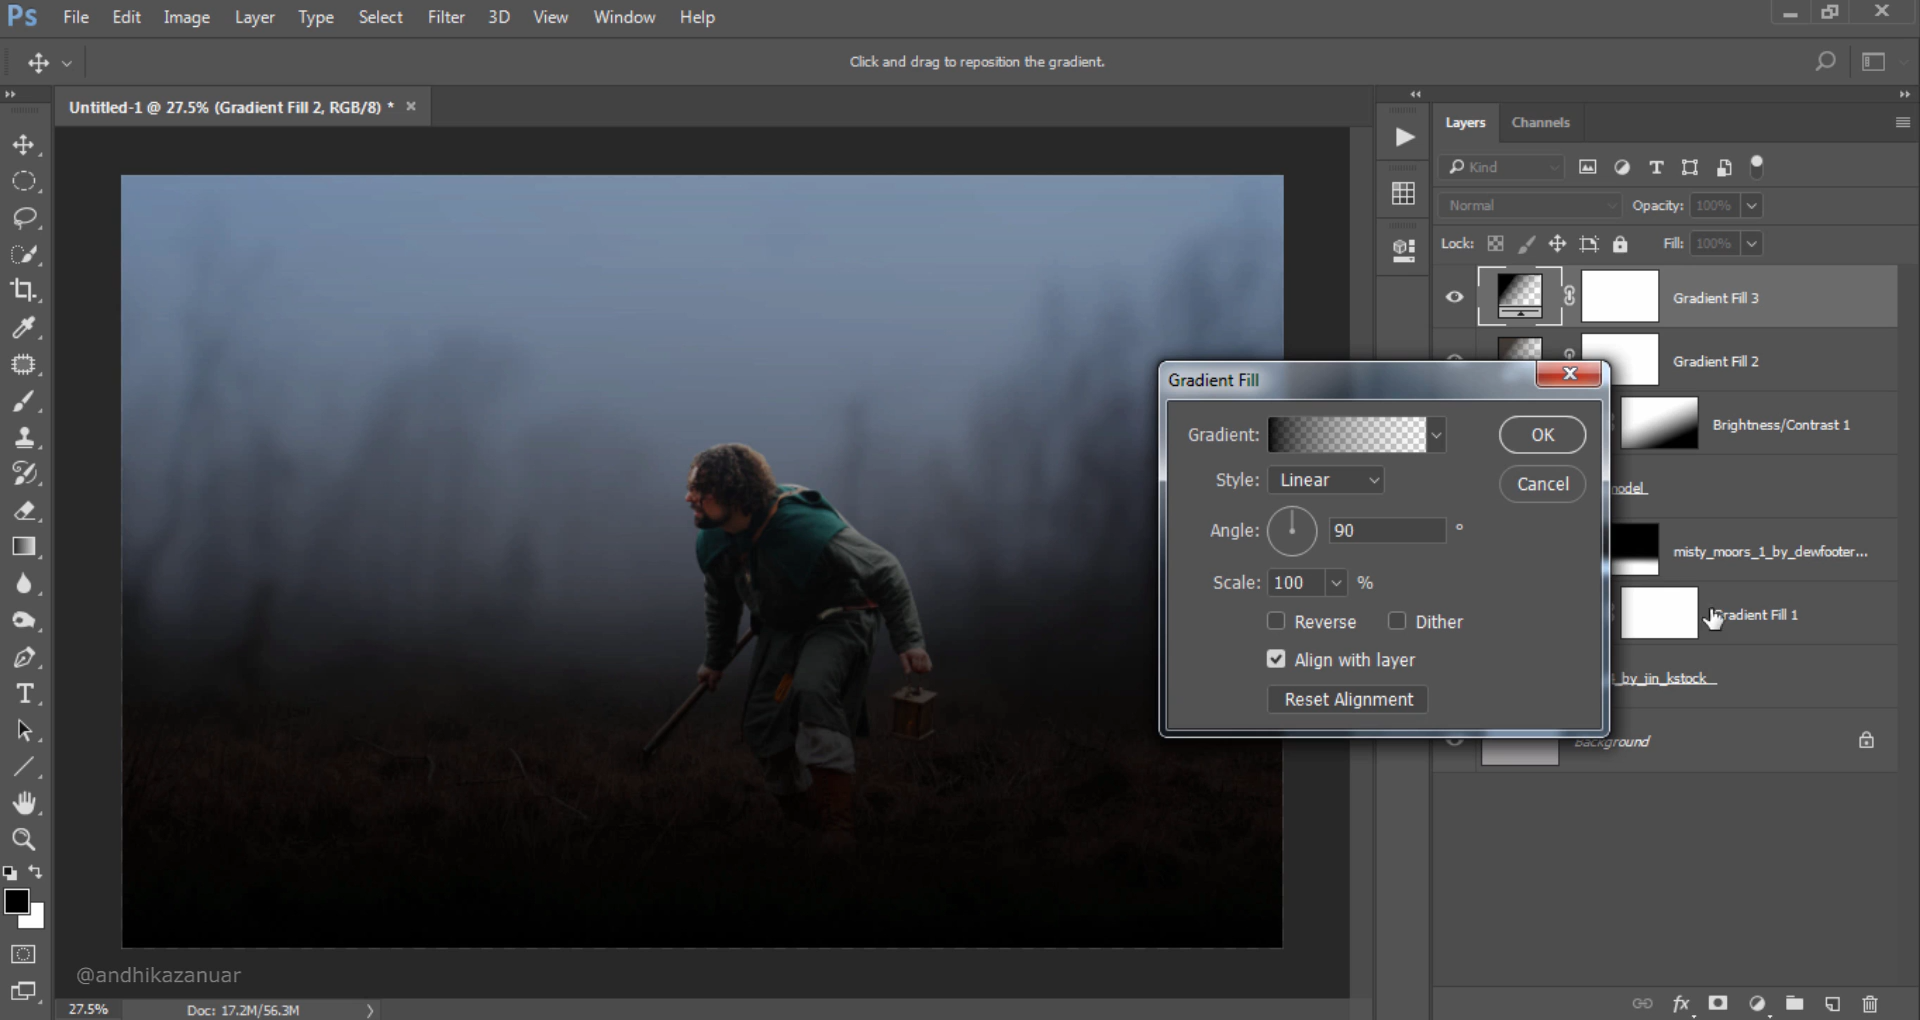 Ps File Edit Image Layer Type Select Filter 3D View Window Help
Click and drag to reposition the gradient.
Untitled-1 @ 27.5% (Gradient Fill 2, RGB/8) *
Layers Channels
Kind
Normal Opacity: 100%
Lock: Fill: 100%
Gradient Fill 3
Gradient Fill 2
Brightness/Contrast 1
misty_moors_1_by_dewfooter...
Gradient Fill 1
_by_jin_kstock
Background
Gradient Fill
Gradient: OK
Style: Linear
Cancel
Angle: 90 °
Scale: 100 %
Reverse Dither
Align with layer
Reset Alignment
@andhikazanuar
27.5% Doc: 17.2M/56.3M